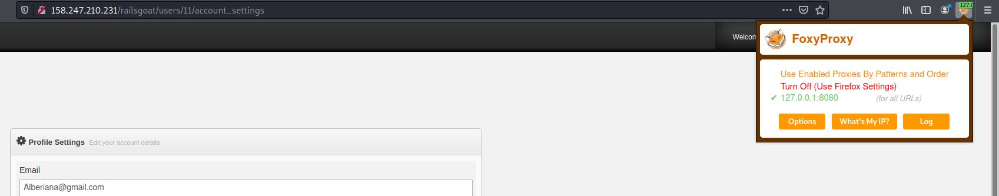 158.247.210.231/railsgoat/users/11/account_settings
127.0
Welcom
FoxyProxy
Use Enabled Proxies By Patterns and Order
Turn Off (Use Firefox Settings)
✔ 127.0.0.1:8080 (for all URLs)
Options What's My IP? Log
Profile Settings Edit your account details
Email
Alberiana@gmail.com